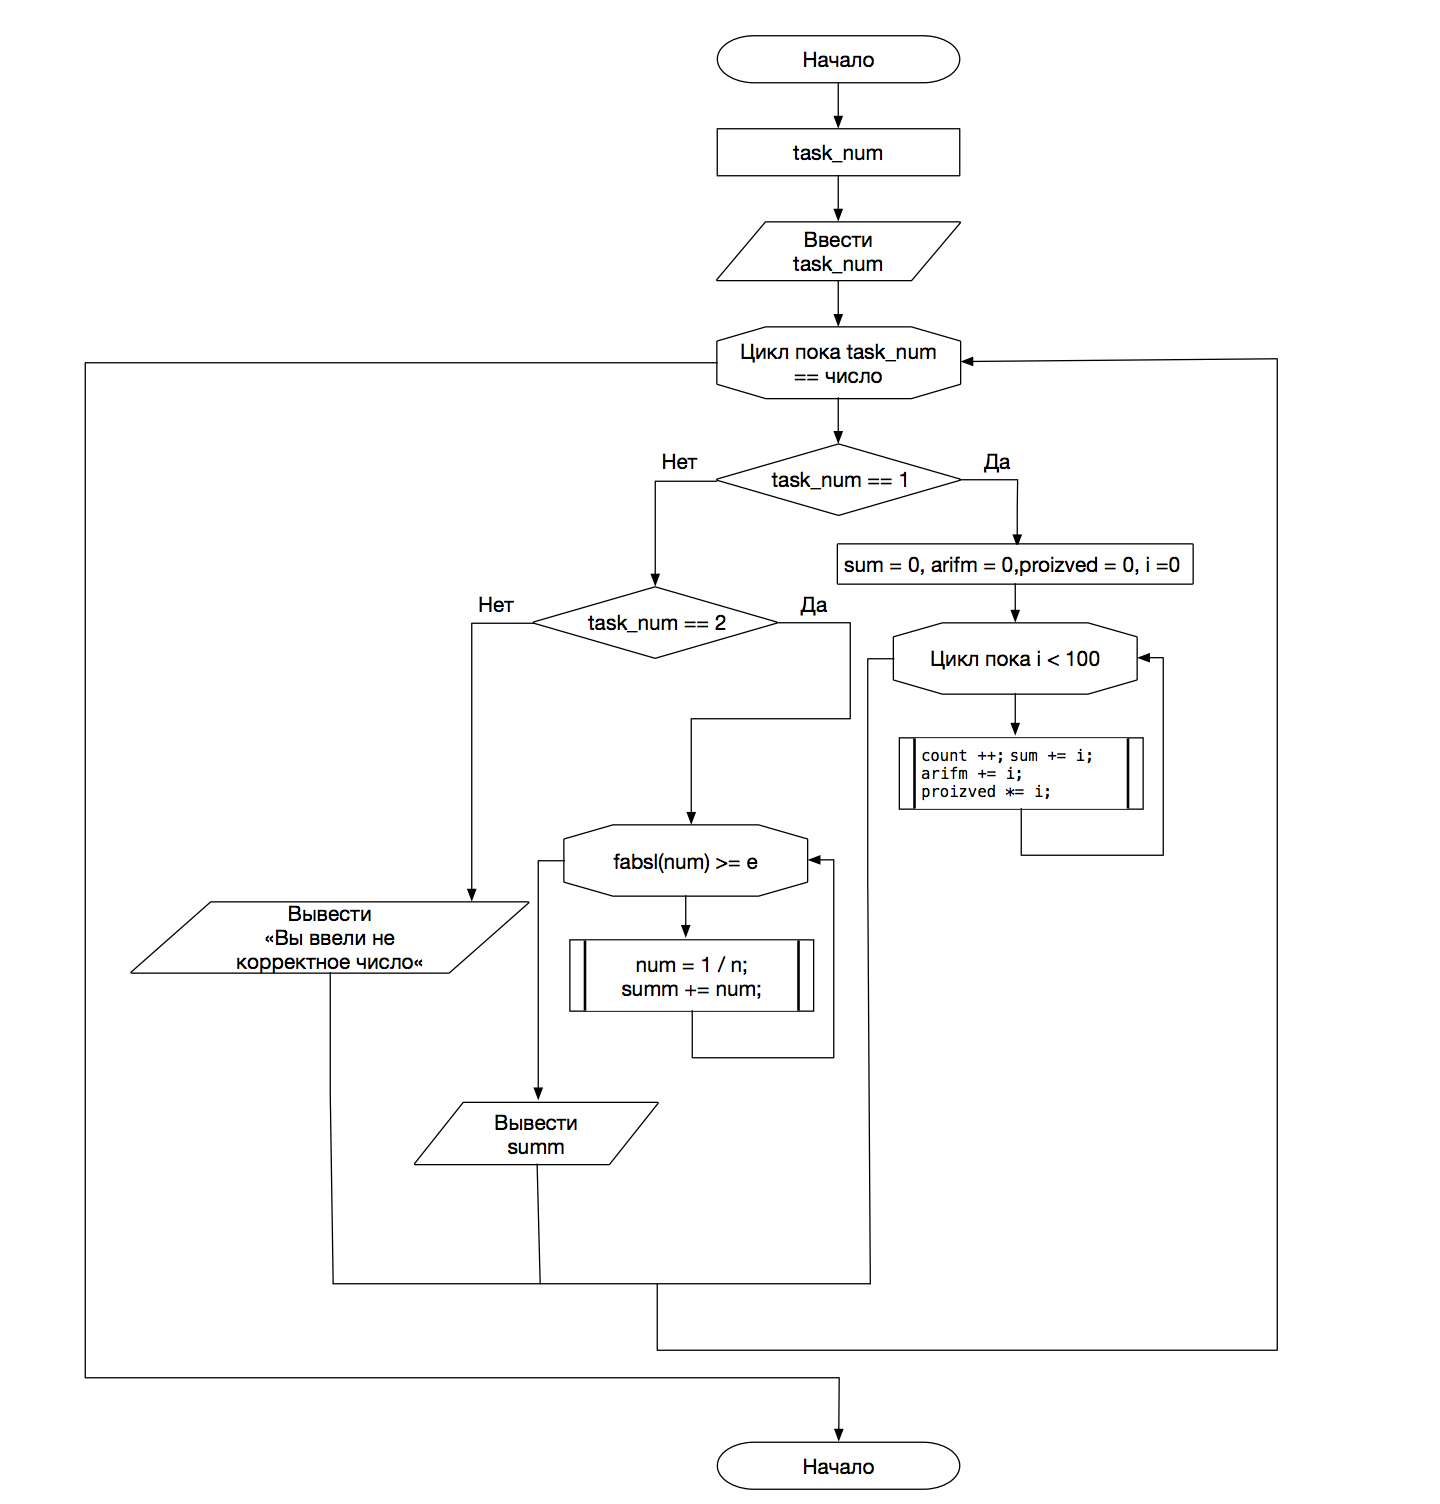 Начало
task_num
Ввести
task_num
Цикл пока task_num
== число
Нет
Да
task_num == 1
sum = 0, arifm = 0,proizved = 0, i =0
Нет
Да
task_num == 2
Цикл пока i < 100
count ++; sum += i;
arifm += i;
proizved *= i;
fabsl(num) >= e
Вывести
«Вы ввели не
корректное число«
num = 1 / n;
summ += num;
Вывести
summ
Начало